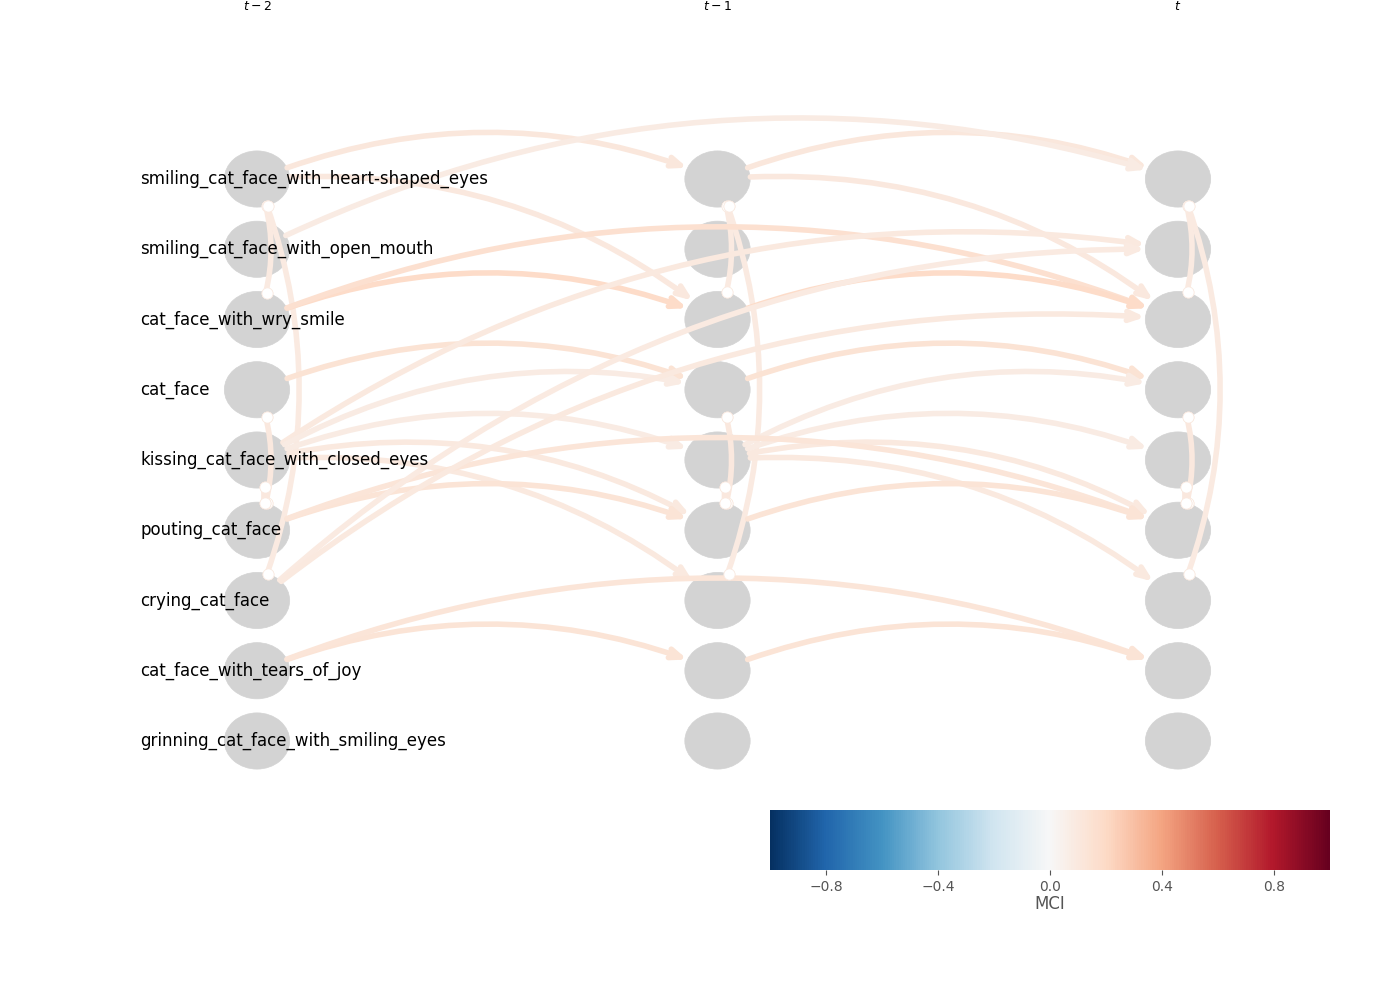 t − 2 t − 1 t
smiling_cat_face_with_heart-shaped_eyes
smiling_cat_face_with_open_mouth
cat_face_with_wry_smile
cat_face
kissing_cat_face_with_closed_eyes
pouting_cat_face
crying_cat_face
cat_face_with_tears_of_joy
grinning_cat_face_with_smiling_eyes
−0.8 −0.4 0.0 0.4 0.8
MCI